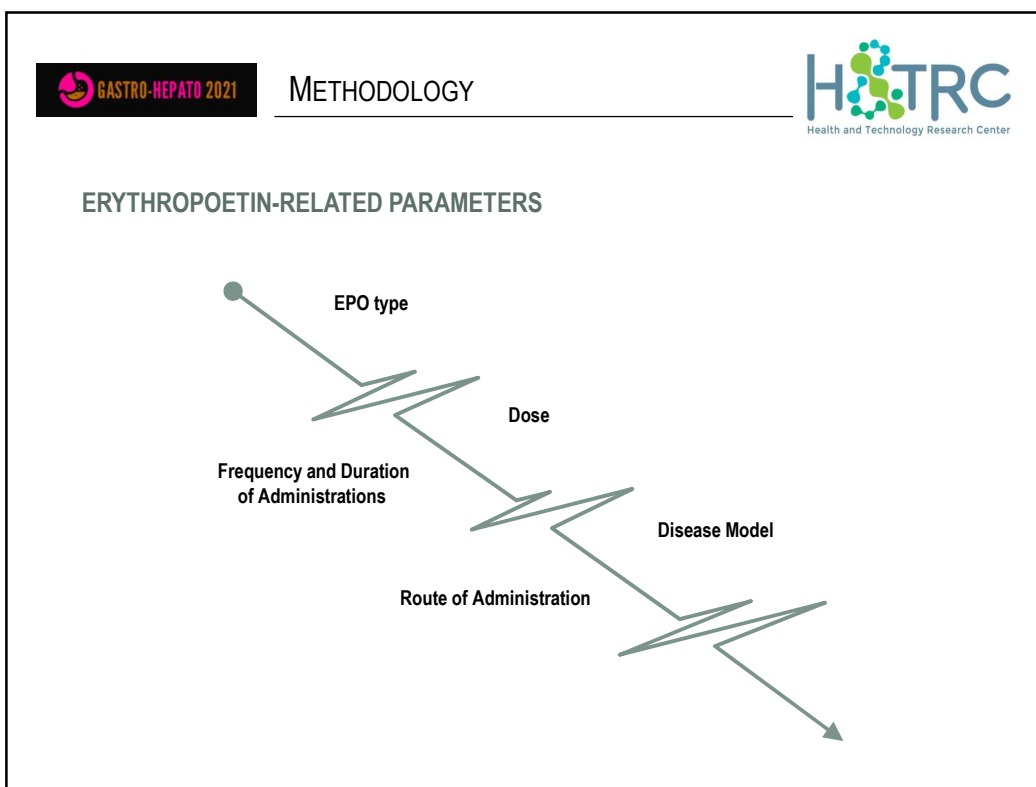 GASTRO-HEPATO 2021
METHODOLOGY
H&TRC
Health and Technology Research Center
ERYTHROPOETIN-RELATED PARAMETERS
EPO type
Dose
Frequency and Duration
of Administrations
Disease Model
Route of Administration